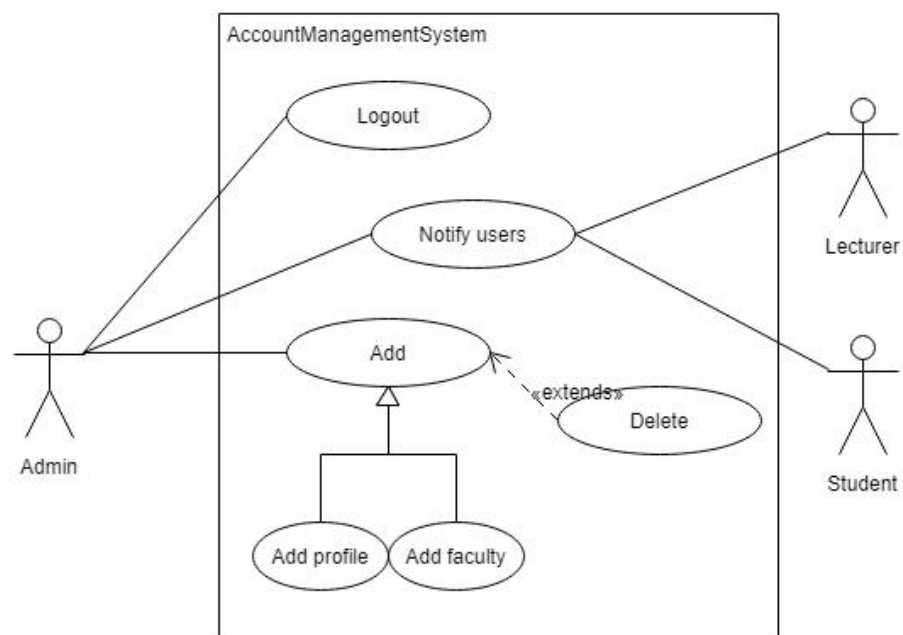 AccountManagementSystem
Logout
Notify users
Lecturer
Add
«extends»
Delete
Admin
Student
Add profile
Add faculty